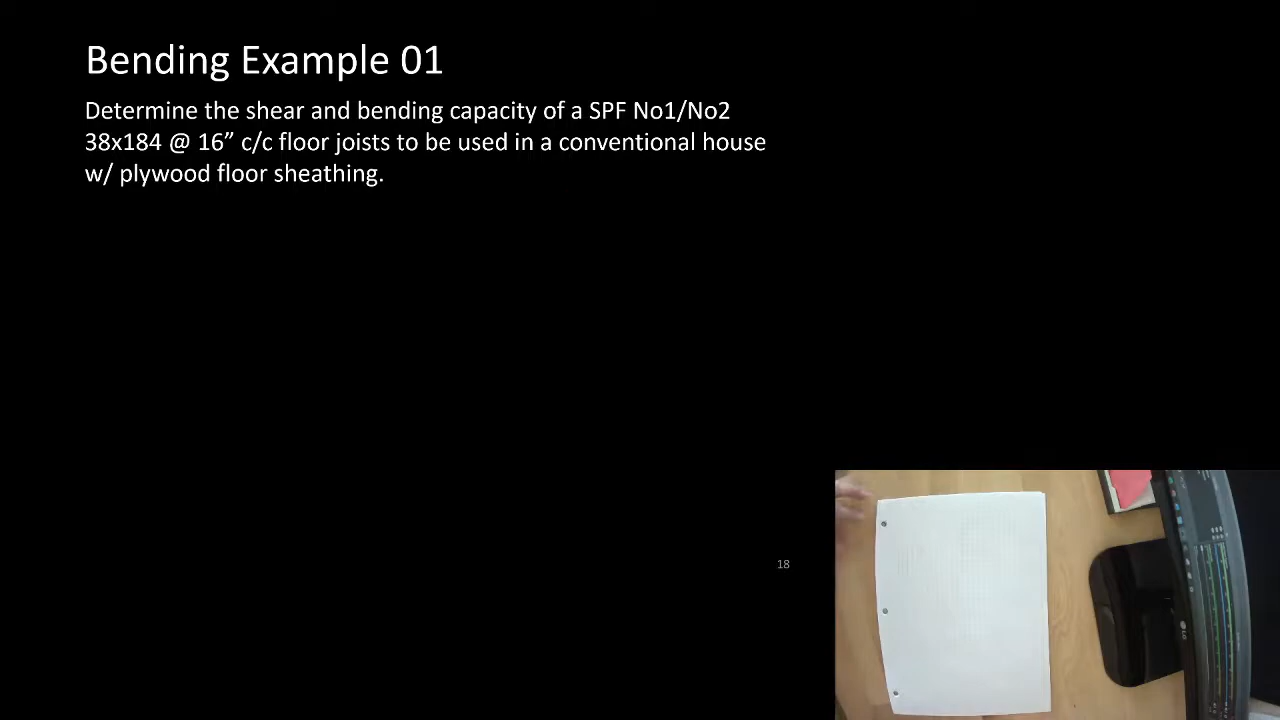 Bending Example 01
Determine the shear and bending capacity of a SPF No1/No2
38x184 @ 16” c/c floor joists to be used in a conventional house
w/ plywood floor sheathing.
18
LG